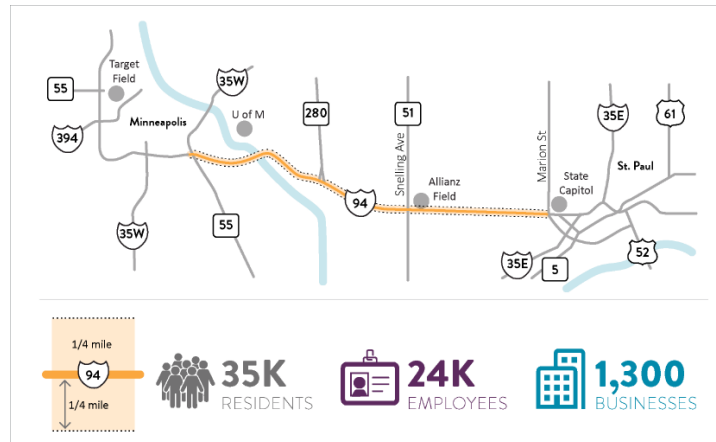 Target
Field
55
35W
U of M
Minneapolis
394
280
51
Snelling Ave
94
Allianz
Field
35W
55
Marion St
35E
61
St. Paul
State
Capitol
35E
5
52
1/4 mile
94
1/4 mile
35K
RESIDENTS
24K
EMPLOYEES
1,300
BUSINESSES